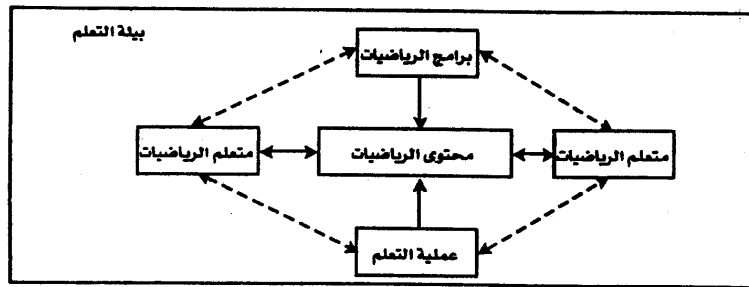 بيئة التعلم
برامج الرياضيات
متعلم الرياضيات
محتوى الرياضيات
متعلم الرياضيات
عملية التعلم